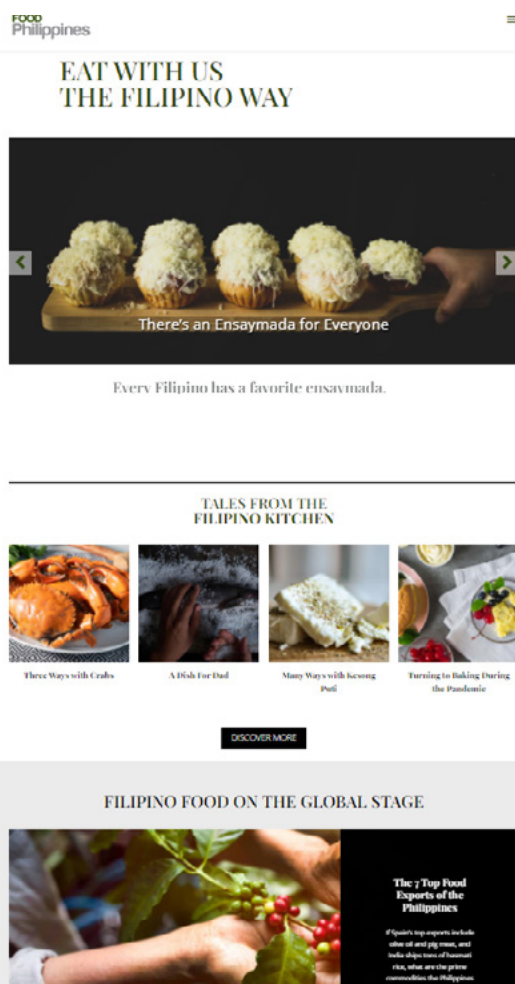 FOOD
Philippines
EAT WITH US
THE FILIPINO WAY
There's an Ensaymada for Everyone
Every Filipino has a favorite ensaymada.
TALES FROM THE
FILIPINO KITCHEN
Three Ways with Crabs
A Dish For Dad
Many Ways with Kesong
Puti
Turning to Baking During
the Pandemic
DISCOVER MORE
FILIPINO FOOD ON THE GLOBAL STAGE
The 7 Top Food
Exports of the
Philippines
If Spain's top exports include
olive oil and pig meat, and
India ships tons of basmati
rice, what are the prime
commodities the Philippines